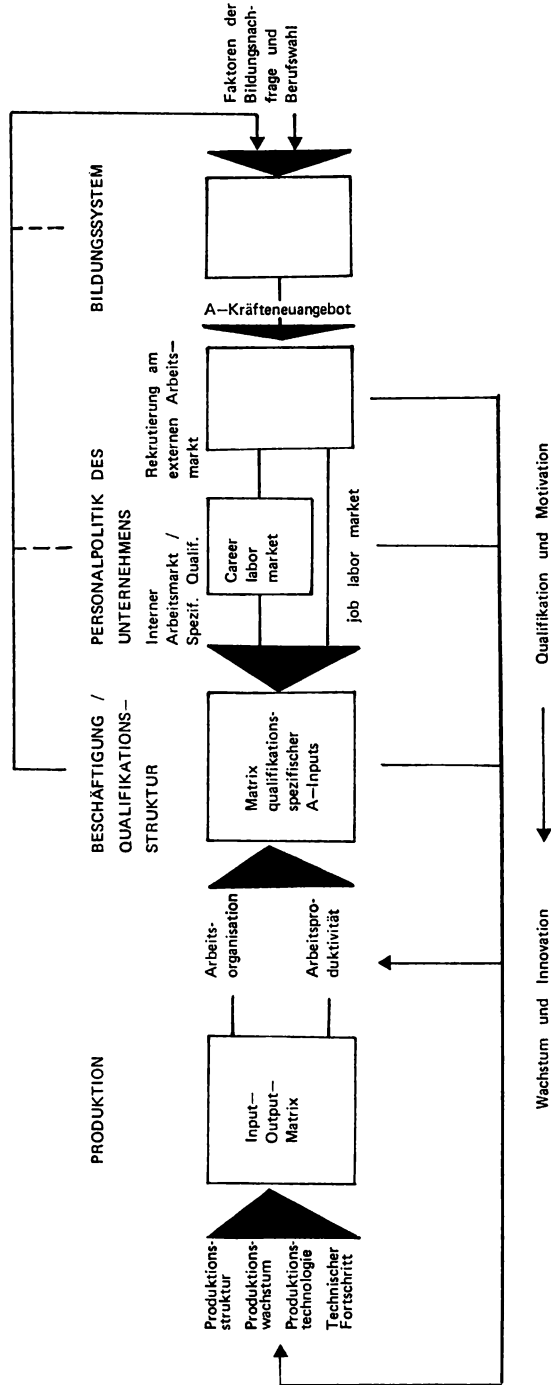 PRODUKTION
BESCHÄFTIGUNG /
QUALIFIKATIONS—
STRUKTUR
PERSONALPOLITIK DES
UNTERNEHMENS
BILDUNGSSYSTEM
Produktions-
struktur
Produktions-
wachstum
Produktions-
technologie
Technischer
Fortschritt
Input—
Output—
Matrix
Arbeits-
organisation
Arbeitspro-
duktivität
Matrix
qualifikations-
spezifischer
A—Inputs
Interner
Arbeitsmarkt /
Spezif. Qualif.
Career
labor
market
job labor market
Rekrutierung am
externen Arbeits—
markt
A—Kräfteneuangebot
Faktoren der
Bildungsnach-
frage und
Berufswahl
Wachstum und Innovation
Qualifikation und Motivation